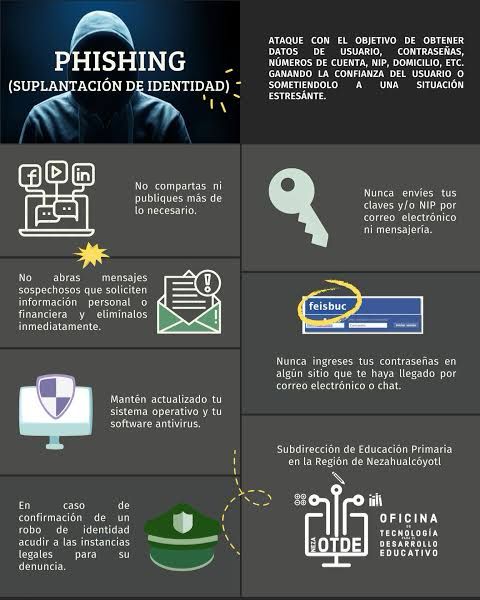 PHISHING
(SUPLANTACIÓN DE IDENTIDAD)
ATAQUE CON EL OBJETIVO DE OBTENER
DATOS DE USUARIO, CONTRASEÑAS,
NÚMEROS DE CUENTA, NIP, DOMICILIO, ETC.
GANANDO LA CONFIANZA DEL USUARIO O
SOMETIENDOLO A UNA SITUACIÓN
ESTRESÁNTE.
f
in
No compartas ni
publiques más de
lo necesario.
Nunca envíes tus
claves y/o NIP por
correo electrónico
ni mensajería.
No abras mensajes
sospechosos que soliciten
información personal o
financiera y elimínalos
inmediatamente.
feisbuc
Nunca ingreses tus contraseñas en
algún sitio que te haya llegado por
correo electrónico o chat.
Mantén actualizado tu
sistema operativo y tu
software antivirus.
En caso de
confirmación de un
robo de identidad
acudir a las instancias
legales para su
denuncia.
Subdirección de Educación Primaria
en la Región de Nezahualcóyotl
NEZA
OTDE
OFICINA
DE
TECNOLOGÍA
PARA EL
DESARROLLO
EDUCATIVO